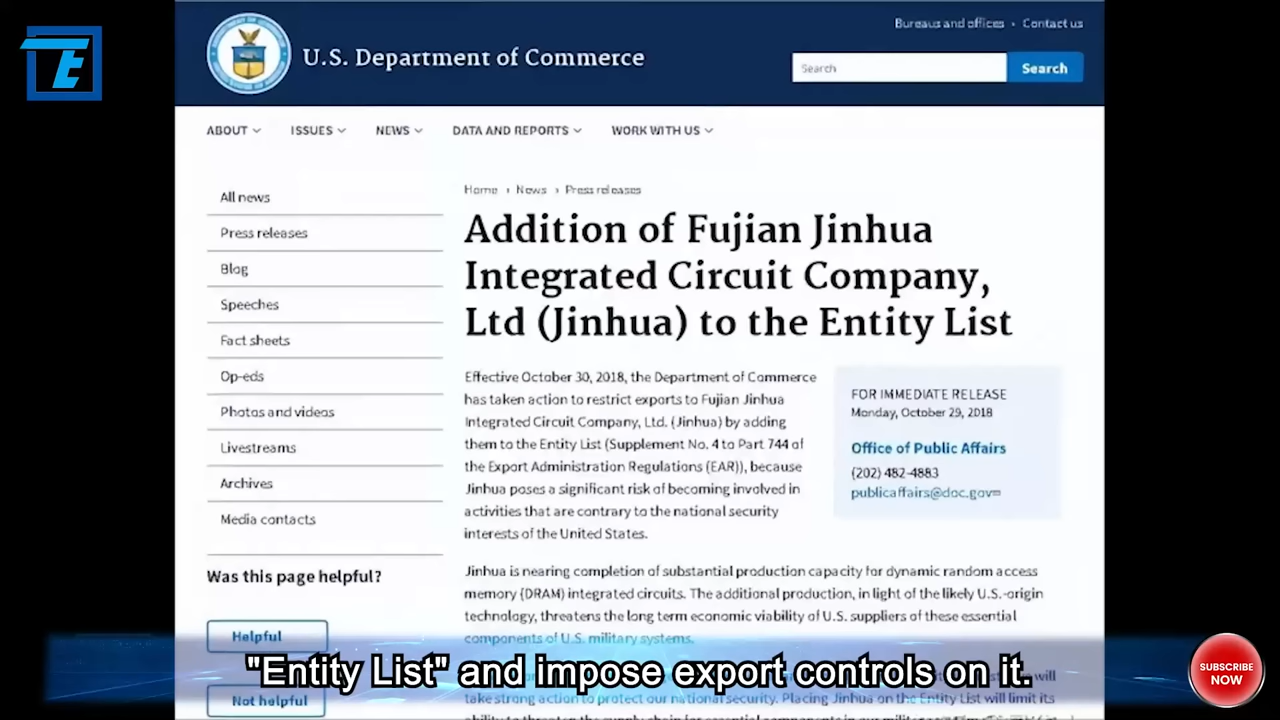 TE
Bureaus and offices • Contact us
U.S. Department of Commerce
Search
Search
ABOUT
ISSUES
NEWS
DATA AND REPORTS
WORK WITH US
All news
Press releases
Blog
Speeches
Fact sheets
Op-eds
Photos and videos
Livestreams
Archives
Media contacts
Was this page helpful?
Helpful
Not helpful
Home › News › Press releases
Addition of Fujian Jinhua
Integrated Circuit Company,
Ltd (Jinhua) to the Entity List
Effective October 30, 2018, the Department of Commerce
has taken action to restrict exports to Fujian Jinhua
Integrated Circuit Company, Ltd. (Jinhua) by adding
them to the Entity List (Supplement No. 4 to Part 744 of
the Export Administration Regulations (EAR)), because
Jinhua poses a significant risk of becoming involved in
activities that are contrary to the national security
interests of the United States.
FOR IMMEDIATE RELEASE
Monday, October 29, 2018
Office of Public Affairs
(202) 482-4883
publicaffairs@doc.gov
Jinhua is nearing completion of substantial production capacity for dynamic random access
memory (DRAM) integrated circuits. The additional production, in light of the likely U.S.-origin
technology, threatens the long term economic viability of U.S. suppliers of these essential
components of U.S. military systems.
will
take strong action to protect our national security. Placing Jinhua on the Entity List will limit its
"Entity List" and impose export controls on it.
SUBSCRIBE
NOW